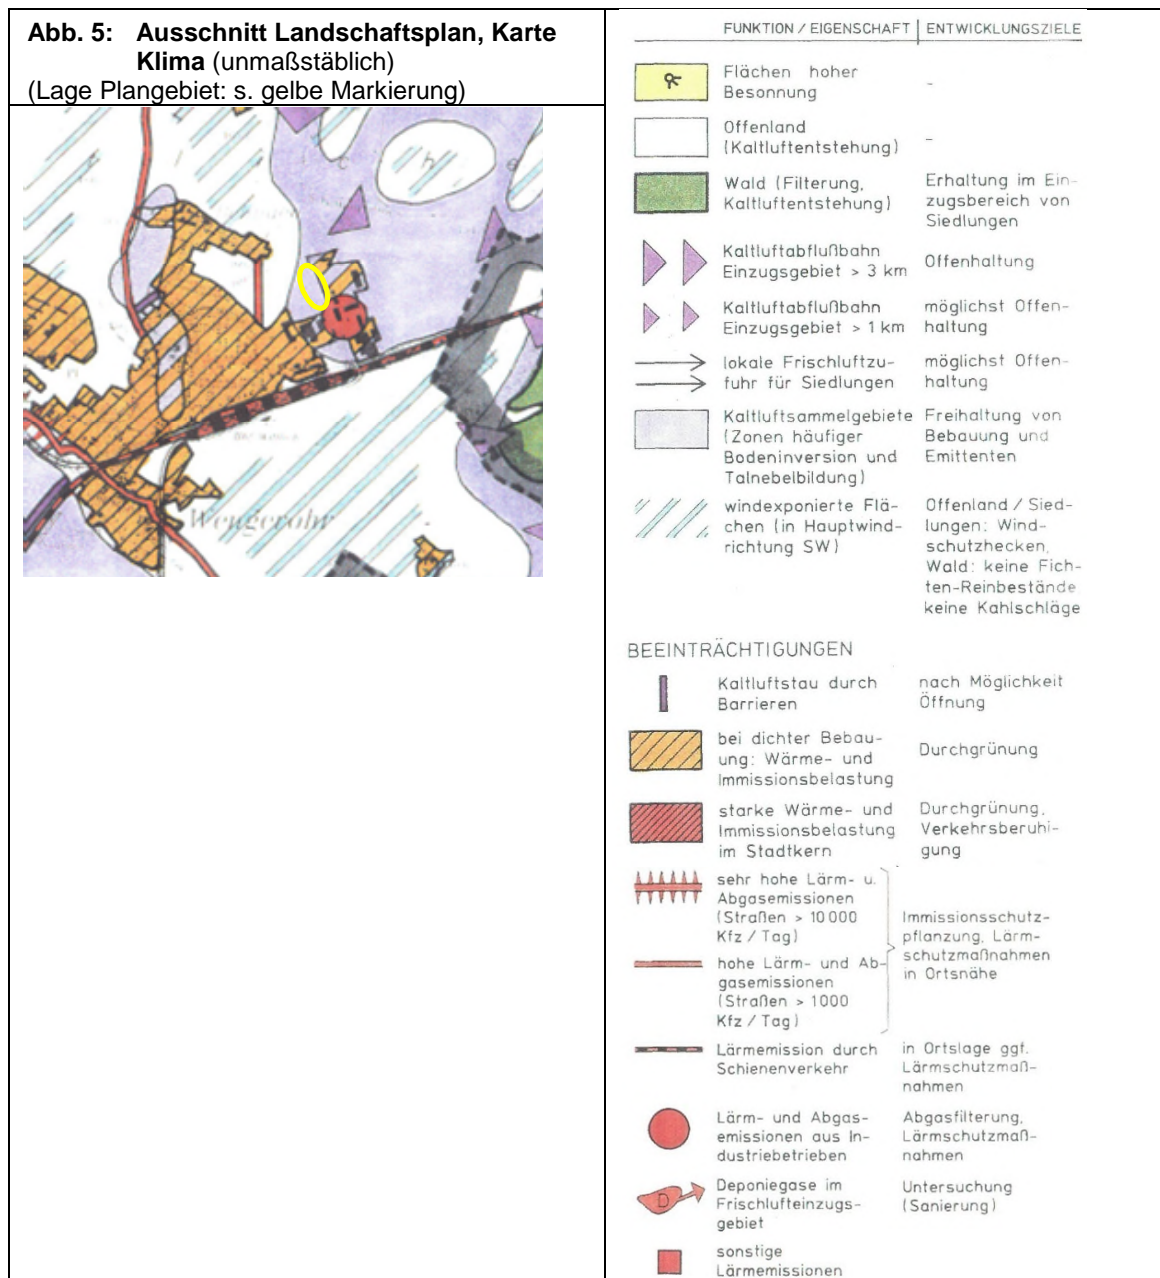 Abb. 5: Ausschnitt Landschaftsplan, Karte
Klima (unmaßstäblich)
(Lage Plangebiet: s. gelbe Markierung)
c h e
Wengerohr
FUNKTION / EIGENSCHAFT ENTWICKLUNGSZIELE
Flächen hoher
Besonnung -
Offenland
(Kaltluftentstehung) -
Wald (Filterung, Erhaltung im Ein-
Kaltluftentstehung) zugsbereich von
Siedlungen
Kaltluftabflußbahn
Einzugsgebiet > 3 km Offenhaltung
Kaltluftabflußbahn möglichst Offen-
Einzugsgebiet > 1 km haltung
lokale Frischluftzu- möglichst Offen-
fuhr für Siedlungen haltung
Kaltluftsammelgebiete Freihaltung von
(Zonen häufiger Bebauung und
Bodeninversion und Emittenten
Talnebelbildung)
windexponierte Flä- Offenland / Sied-
chen (in Hauptwind- lungen: Wind-
richtung SW) schutzhecken,
Wald: keine Fich-
ten-Reinbestände
keine Kahlschläge
BEEINTRÄCHTIGUNGEN
Kaltluftstau durch nach Möglichkeit
Barrieren Öffnung
bei dichter Bebau-
ung: Wärme- und Durchgrünung
Immissionsbelastung
starke Wärme- und Durchgrünung,
Immissionsbelastung Verkehrsberuhi-
im Stadtkern gung
sehr hohe Lärm- u.
Abgasemissionen
(Straßen > 10 000 Immissionsschutz-
Kfz / Tag) pflanzung, Lärm-
hohe Lärm- und Ab- schutzmaßnahmen
gasemissionen in Ortsnähe
(Straßen > 1000
Kfz / Tag)
Lärmemission durch in Ortslage ggf.
Schienenverkehr Lärmschutzmaß-
nahmen
Lärm- und Abgas- Abgasfilterung,
emissionen aus In- Lärmschutzmaß-
dustriebetrieben nahmen
Deponiegase im Untersuchung
D Frischlufteinzugs- (Sanierung)
gebiet
sonstige
Lärmemissionen